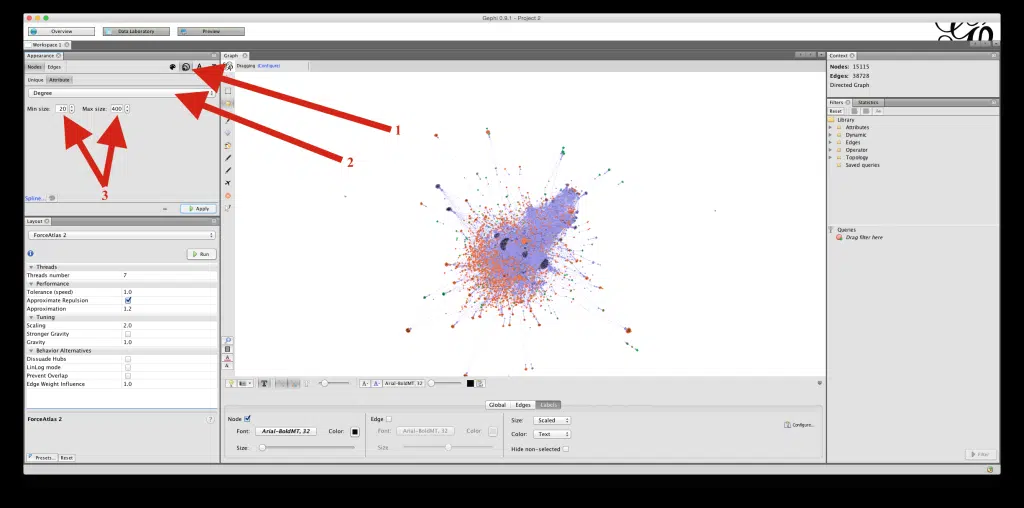 Gephi 0.8.1 - Project 2
Overview
Data Laboratory
Preview
Workspace 1
Appearance
Nodes Edges
Unique Attribute
Degree
Min size: 20 Max size: 400
1
2
3
Spline...
Apply
Layout
ForceAtlas 2
Run
Threads
Threads number 7
Performance
Tolerance (speed) 1.0
Approximate Repulsion
Approximation 1.2
Tuning
Scaling 2.0
Stronger Gravity
Gravity 1.0
Behavior Alternatives
Dissuade Hubs
LinLog mode
Prevent Overlap
Edge Weight Influence 1.0
ForceAtlas 2
Presets... Reset
Graph
Dragging (Configure)
A- A- Arial-BoldMT, 32
Global Edges Labels
Node
Font: Arial-BoldMT, 32 Color:
Size:
Edge
Font: Arial-BoldMT, 32 Color:
Size:
Size: Scaled
Color: Text
Hide non-selected
Configure...
Context
Nodes: 15115
Edges: 38728
Directed Graph
Filters Statistics
Reset
Library
Attributes
Dynamic
Edges
Operator
Topology
Saved queries
Queries
Drag filter here
Filter